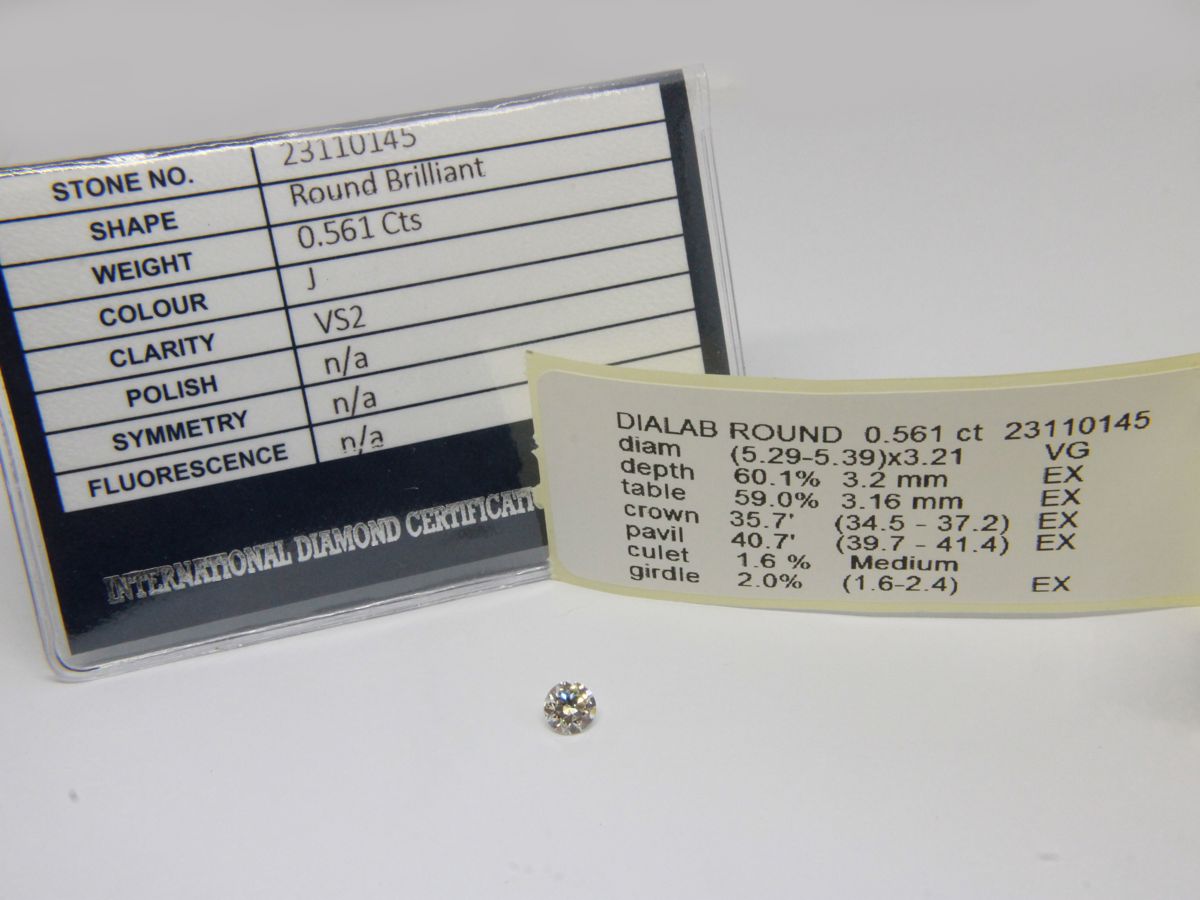 STONE NO. 23110145
SHAPE Round Brilliant
WEIGHT 0.561 Cts
COLOUR J
CLARITY VS2
POLISH n/a
SYMMETRY n/a
FLUORESCENCE n/a
INTERNATIONAL DIAMOND CERTIFICATI
DIALAB ROUND 0.561 ct 23110145
diam (5.29-5.39)x3.21 VG
depth 60.1% 3.2 mm EX
table 59.0% 3.16 mm EX
crown 35.7' (34.5 - 37.2) EX
pavil 40.7' (39.7 - 41.4) EX
culet 1.6 % Medium
girdle 2.0% (1.6-2.4) EX